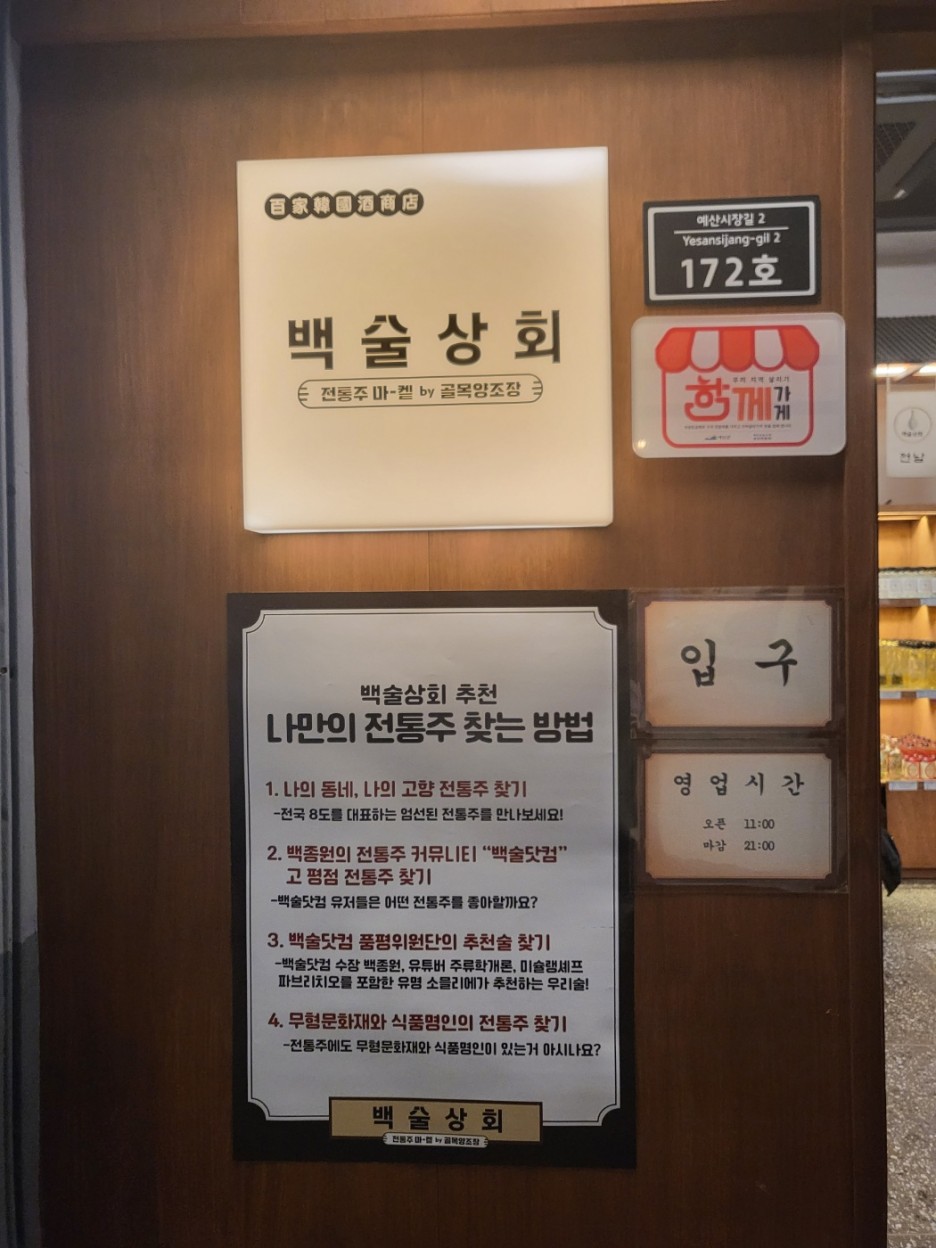 百家韓國酒商店
백술상회
전통주 마-켙 by 골목양조장
예산시장길 2
Yesansijang-gil 2
172호
우리 지역 살리기
함께가게
입구
영업시간
오픈 11:00
마감 21:00
백술상회 추천
나만의 전통주 찾는 방법
1. 나의 동네, 나의 고향 전통주 찾기
-전국 8도를 대표하는 엄선된 전통주를 만나보세요!
2. 백종원의 전통주 커뮤니티 “백술닷컴”
고 평점 전통주 찾기
-백술닷컴 유저들은 어떤 전통주를 좋아할까요?
3. 백술닷컴 품평위원단의 추천술 찾기
-백술닷컴 수장 백종원, 유튜버 주류학개론, 미슐랭셰프
파브리치오를 포함한 유명 소믈리에가 추천하는 우리술!
4. 무형문화재와 식품명인의 전통주 찾기
-전통주에도 무형문화재와 식품명인이 있는거 아시나요?
백술상회
전통주 마-켙 by 골목양조장
전남